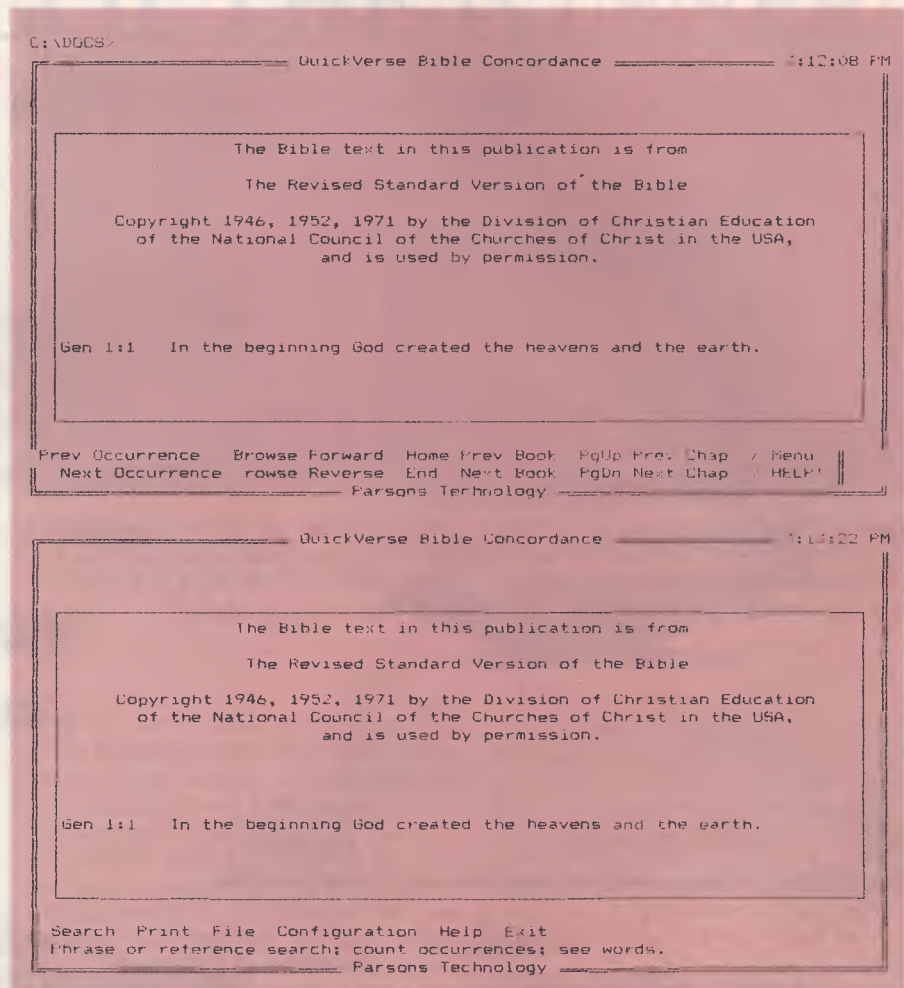 C:\DOCS>
QuickVerse Bible Concordance :12:08 PM
The Bible text in this publication is from
The Revised Standard Version of the Bible
Copyright 1946, 1952, 1971 by the Division of Christian Education
of the National Council of the Churches of Christ in the USA,
and is used by permission.
Gen 1:1 In the beginning God created the heavens and the earth.
Prev Occurrence Browse Forward Home Prev Book PgUp Prev Chap / Menu
Next Occurrence rowse Reverse End Next Book PgDn Next Chap HELP!
Parsons Technology
QuickVerse Bible Concordance :22 PM
The Bible text in this publication is from
The Revised Standard Version of the Bible
Copyright 1946, 1952, 1971 by the Division of Christian Education
of the National Council of the Churches of Christ in the USA,
and is used by permission.
Gen 1:1 In the beginning God created the heavens and the earth.
Search Print File Configuration Help Exit
Phrase or reference search; count occurrences; see words.
Parsons Technology